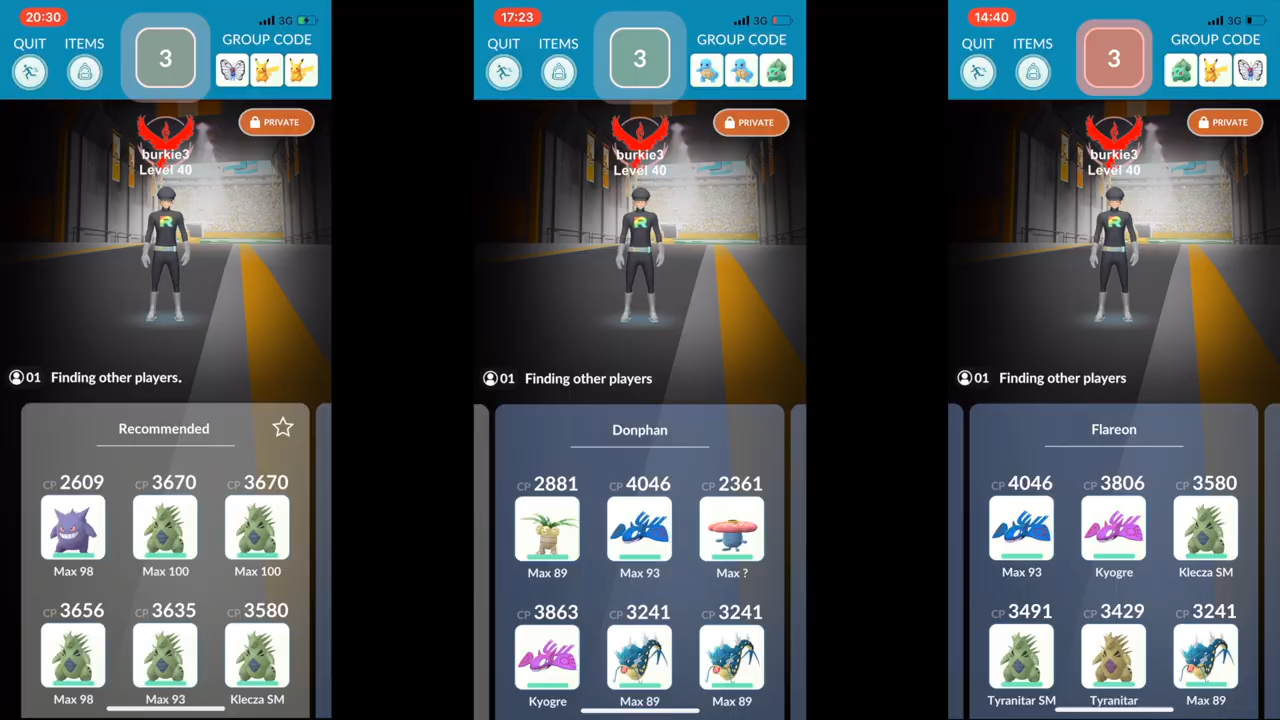 20:30
3G
QUIT
ITEMS
3
GROUP CODE
PRIVATE
burkie3
Level 40
R
01 Finding other players.
Recommended
CP 2609
CP 3670
CP 3670
Max 98
Max 100
Max 100
CP 3656
CP 3635
CP 3580
Max 98
Max 93
Klecza SM
17:23
3G
QUIT
ITEMS
3
GROUP CODE
PRIVATE
burkie3
Level 40
R
01 Finding other players
Donphan
CP 2881
CP 4046
CP 2361
Max 89
Max 93
Max ?
CP 3863
CP 3241
CP 3241
Kyogre
Max 89
Max 89
14:40
3G
QUIT
ITEMS
3
GROUP CODE
PRIVATE
burkie3
Level 40
R
01 Finding other players
Flareon
CP 4046
CP 3806
CP 3580
Max 93
Kyogre
Klecza SM
CP 3491
CP 3429
CP 3241
Tyranitar SM
Tyranitar
Max 89